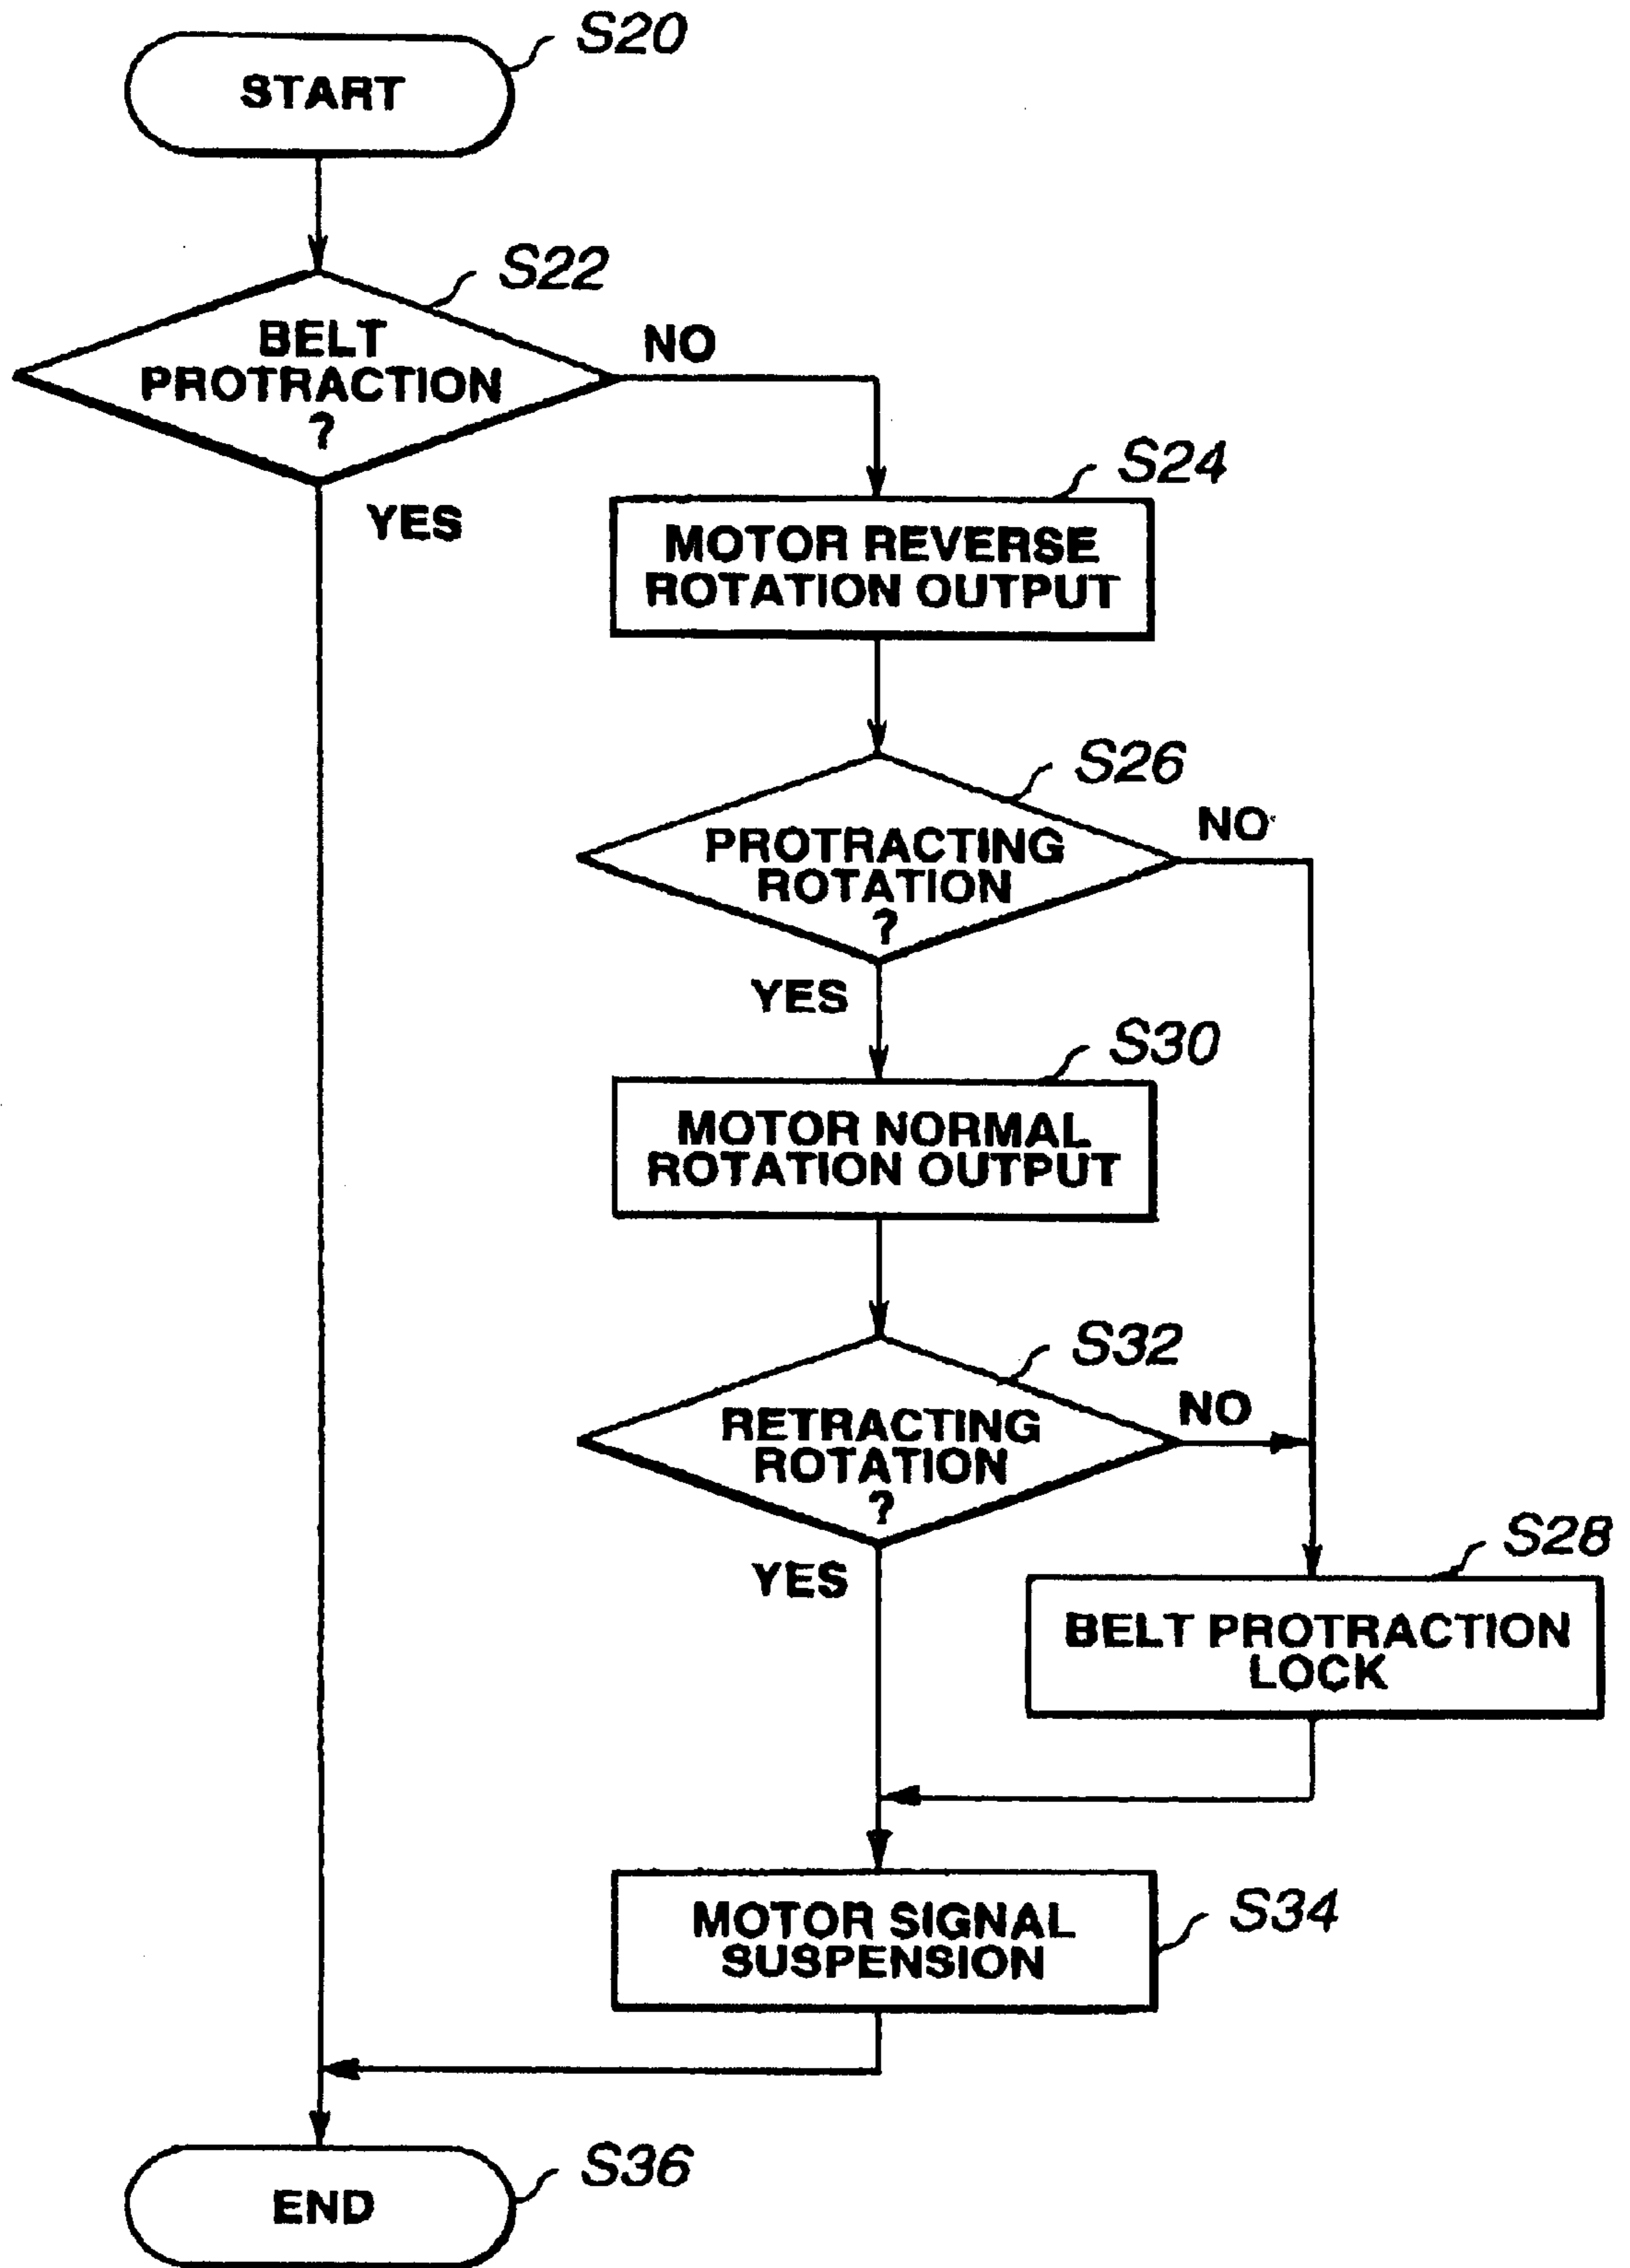 S20
START
S22
BELT
PROTRACTION
?
NO
YES
S24
MOTOR REVERSE
ROTATION OUTPUT
S26
PROTRACTING
ROTATION
?
NO
YES
S30
MOTOR NORMAL
ROTATION OUTPUT
S32
RETRACTING
ROTATION
?
NO
YES
S28
BELT PROTRACTION
LOCK
MOTOR SIGNAL
SUSPENSION
S34
END
S36